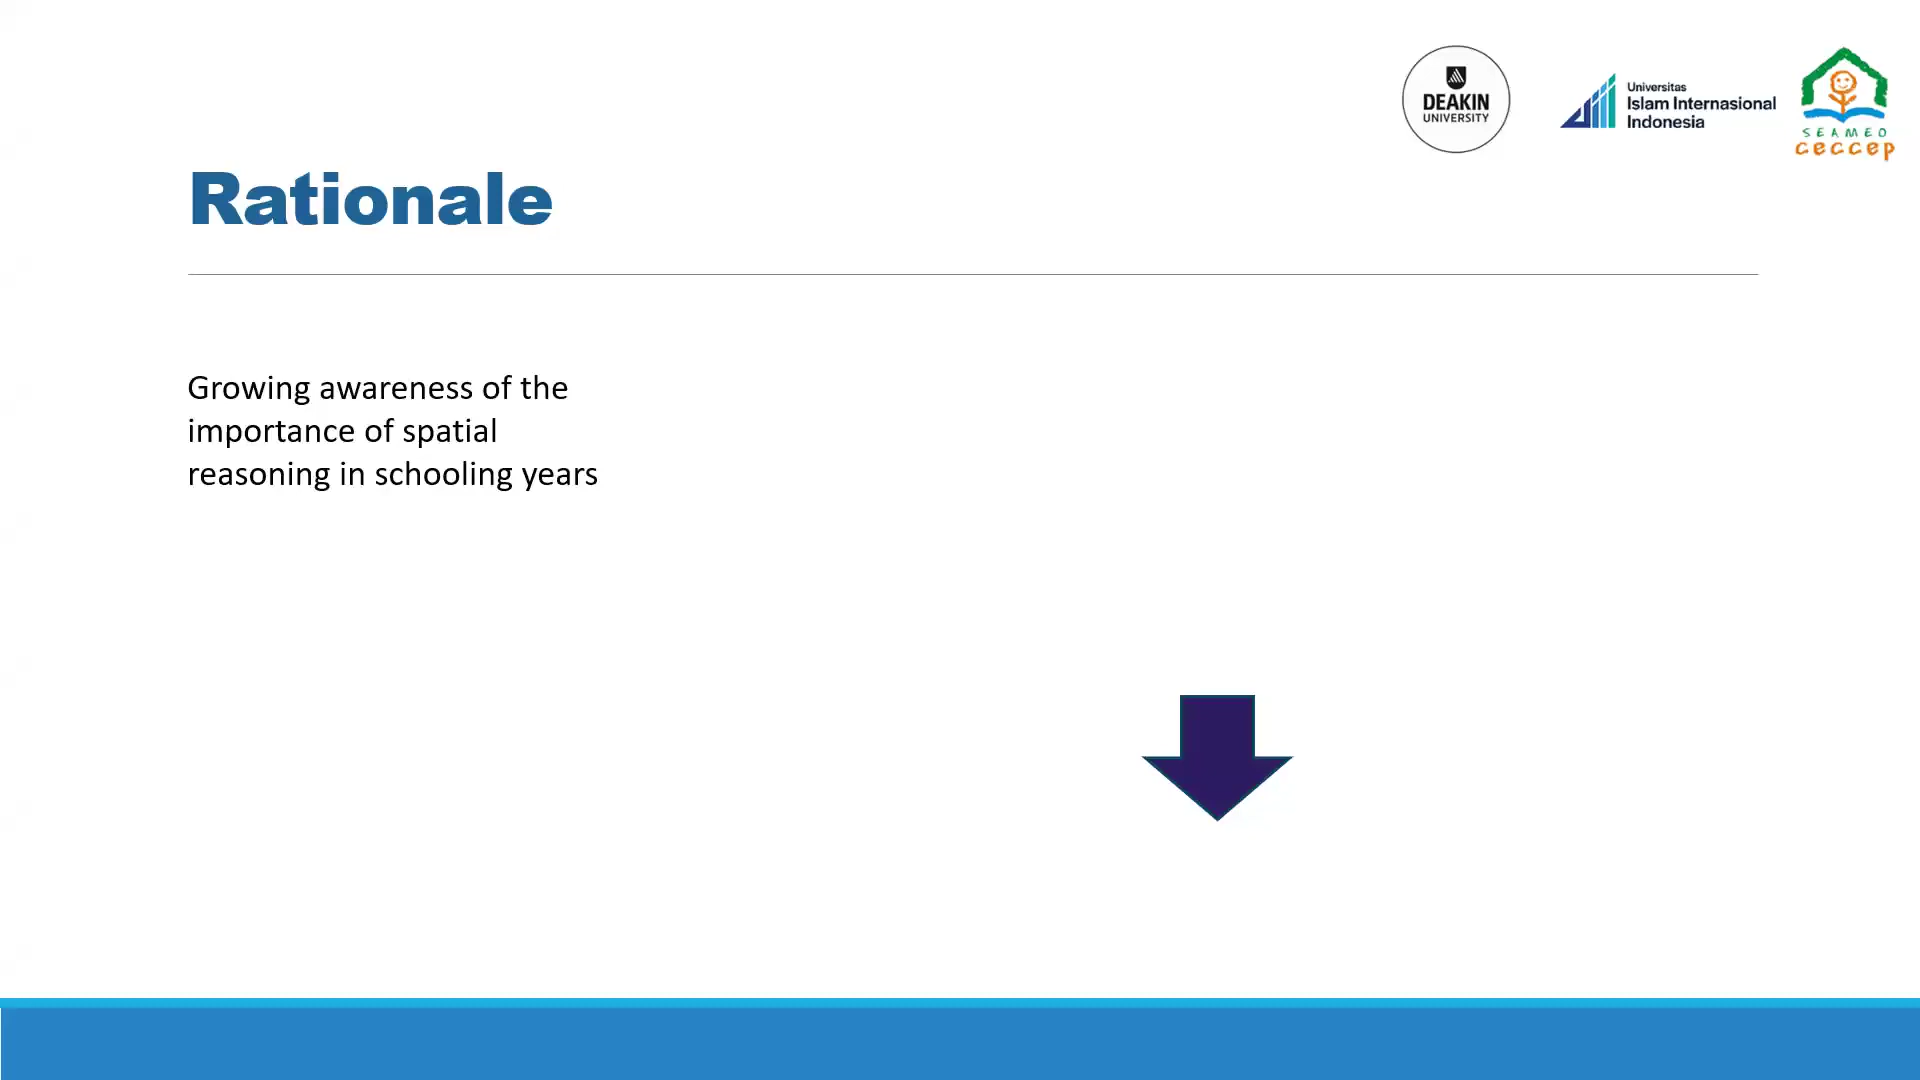 DEAKIN
UNIVERSITY
Universitas
Islam Internasional
Indonesia
SEAMEO
ceccep
Rationale
Growing awareness of the
importance of spatial
reasoning in schooling years